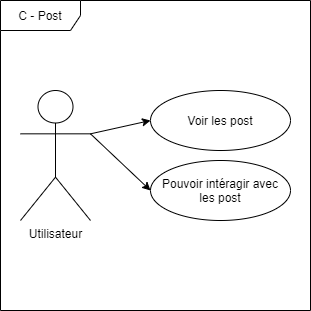 C - Post
Voir les post
Pouvoir intéragir avec
les post
Utilisateur